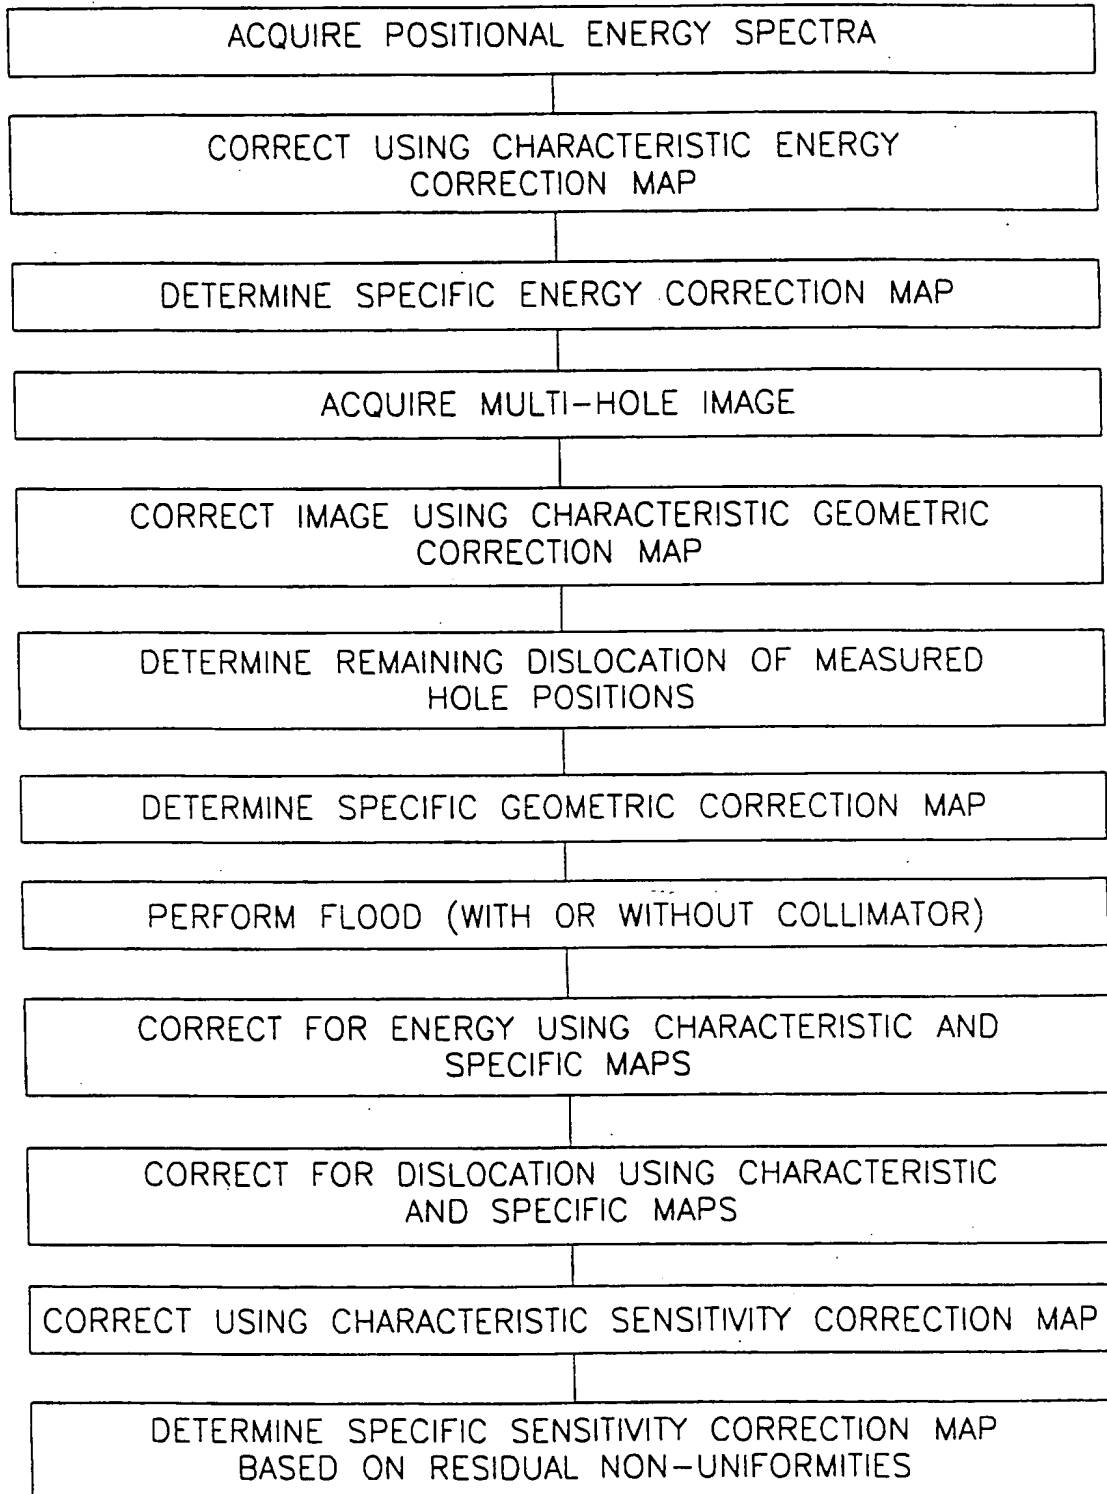 ACQUIRE POSITIONAL ENERGY SPECTRA
CORRECT USING CHARACTERISTIC ENERGY
CORRECTION MAP
DETERMINE SPECIFIC ENERGY CORRECTION MAP
ACQUIRE MULTI-HOLE IMAGE
CORRECT IMAGE USING CHARACTERISTIC GEOMETRIC
CORRECTION MAP
DETERMINE REMAINING DISLOCATION OF MEASURED
HOLE POSITIONS
DETERMINE SPECIFIC GEOMETRIC CORRECTION MAP
PERFORM FLOOD (WITH OR WITHOUT COLLIMATOR)
CORRECT FOR ENERGY USING CHARACTERISTIC AND
SPECIFIC MAPS
CORRECT FOR DISLOCATION USING CHARACTERISTIC
AND SPECIFIC MAPS
CORRECT USING CHARACTERISTIC SENSITIVITY CORRECTION MAP
DETERMINE SPECIFIC SENSITIVITY CORRECTION MAP
BASED ON RESIDUAL NON-UNIFORMITIES